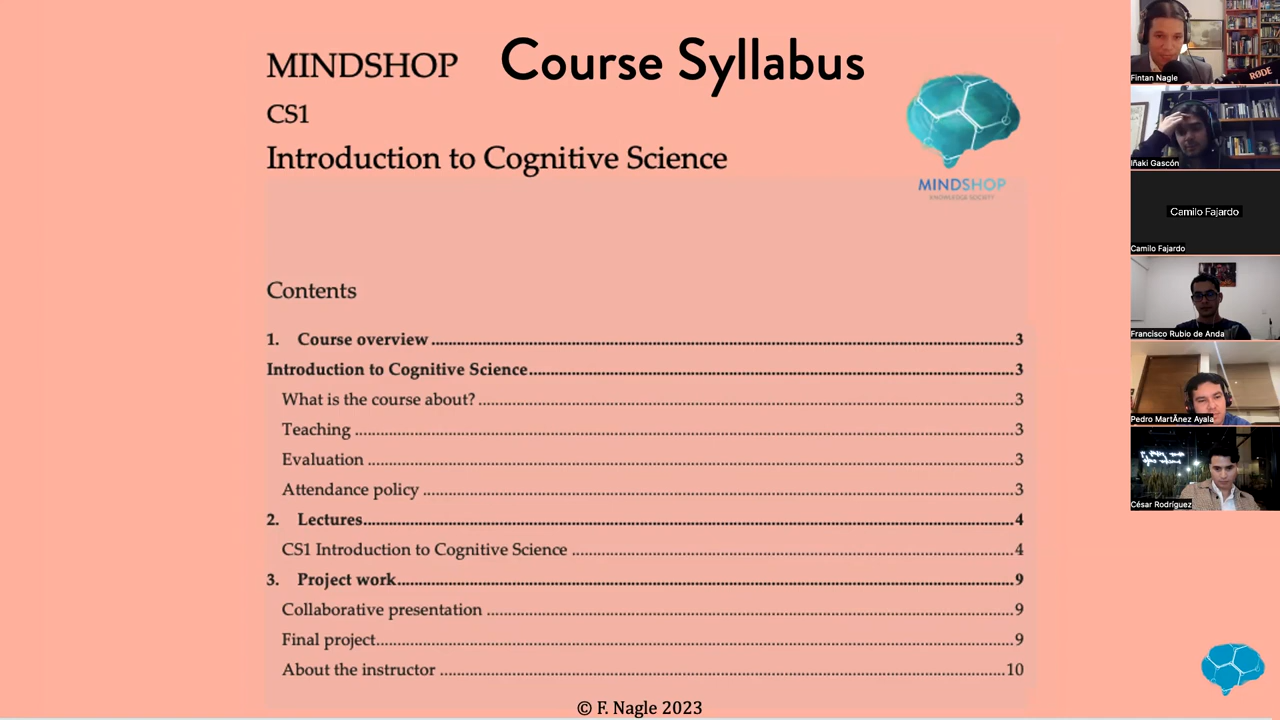 MINDSHOP Course Syllabus
CS1
Introduction to Cognitive Science
MINDSHOP
KNOWLEDGE SOCIETY
Contents
1. Course overview 3
Introduction to Cognitive Science 3
What is the course about? 3
Teaching 3
Evaluation 3
Attendance policy 3
2. Lectures 4
CS1 Introduction to Cognitive Science 4
3. Project work 9
Collaborative presentation 9
Final project 9
About the instructor 10
© F. Nagle 2023
RØDE
Fintan Nagle
Iñaki Gascón
Camilo Fajardo
Camilo Fajardo
Francisco Rubio de Anda
Pedro MartÃnez Ayala
César Rodríguez